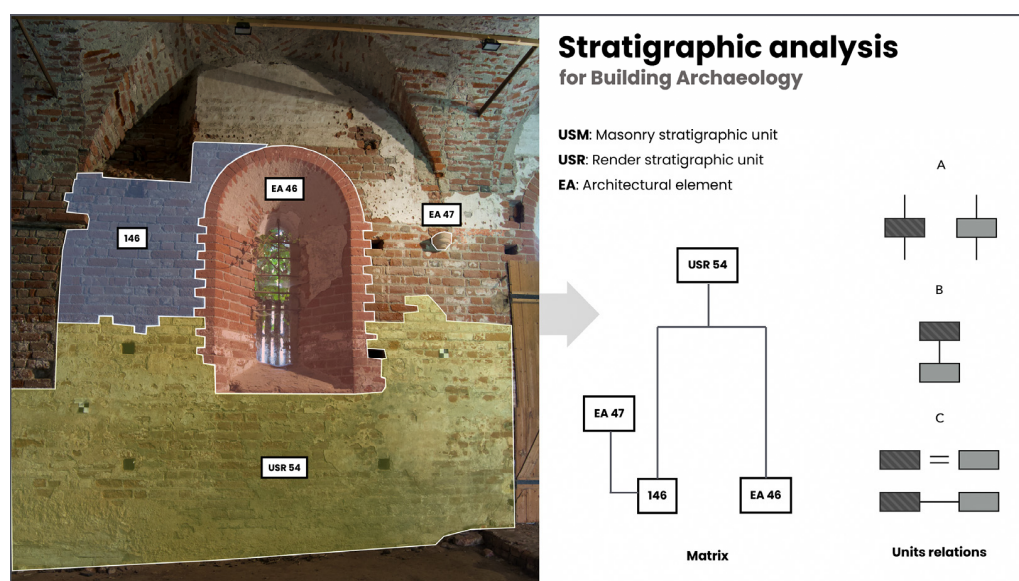 EA 46
EA 47
146
USR 54
Stratigraphic analysis
for Building Archaeology
USM: Masonry stratigraphic unit
USR: Render stratigraphic unit
EA: Architectural element
USR 54
EA 47
146
EA 46
Matrix
A
B
C
Units relations